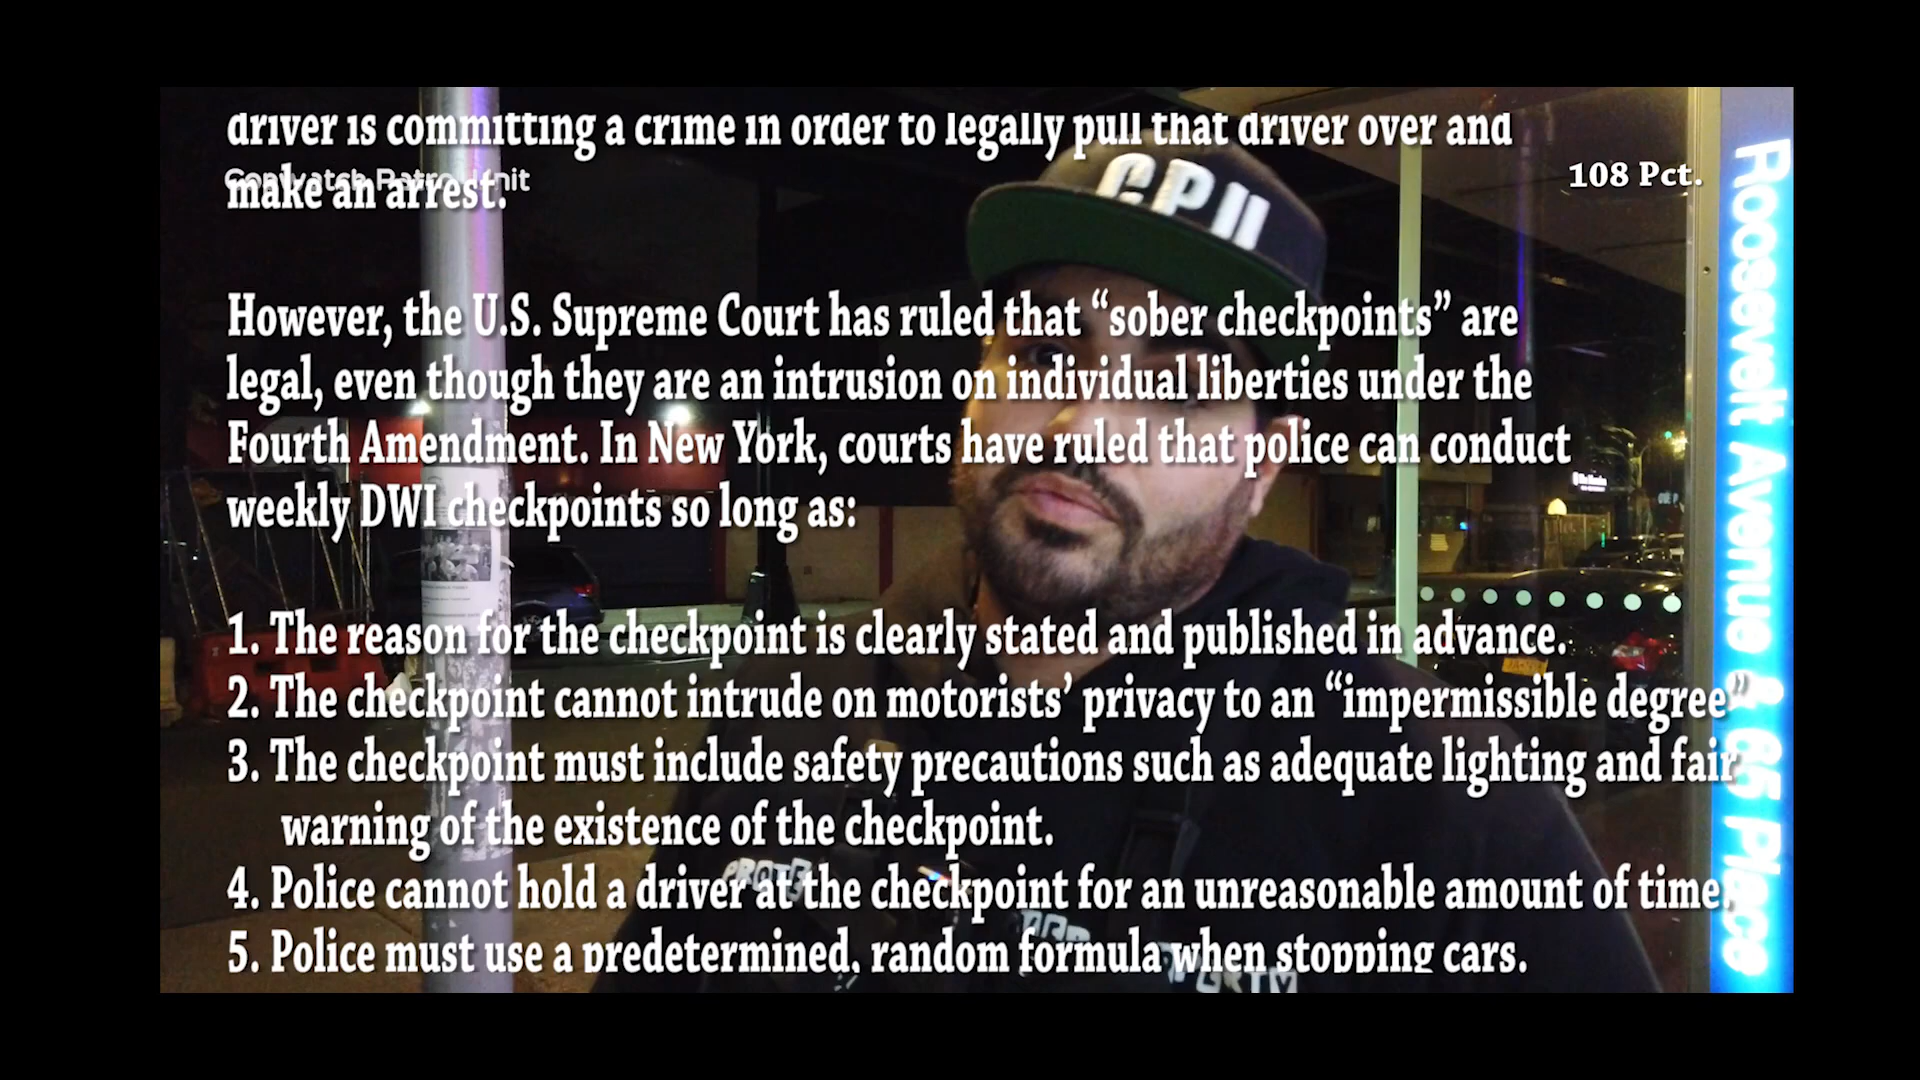 driver is committing a crime in order to legally pull that driver over and
Copwatch Patrol Unit
make an arrest.
108 Pct.
CPU
However, the U.S. Supreme Court has ruled that “sober checkpoints” are
legal, even though they are an intrusion on individual liberties under the
Fourth Amendment. In New York, courts have ruled that police can conduct
weekly DWI checkpoints so long as:
1. The reason for the checkpoint is clearly stated and published in advance.
2. The checkpoint cannot intrude on motorists’ privacy to an “impermissible degree”
3. The checkpoint must include safety precautions such as adequate lighting and fair
warning of the existence of the checkpoint.
4. Police cannot hold a driver at the checkpoint for an unreasonable amount of time.
5. Police must use a predetermined, random formula when stopping cars.
Roosevelt Avenue & 65 Place